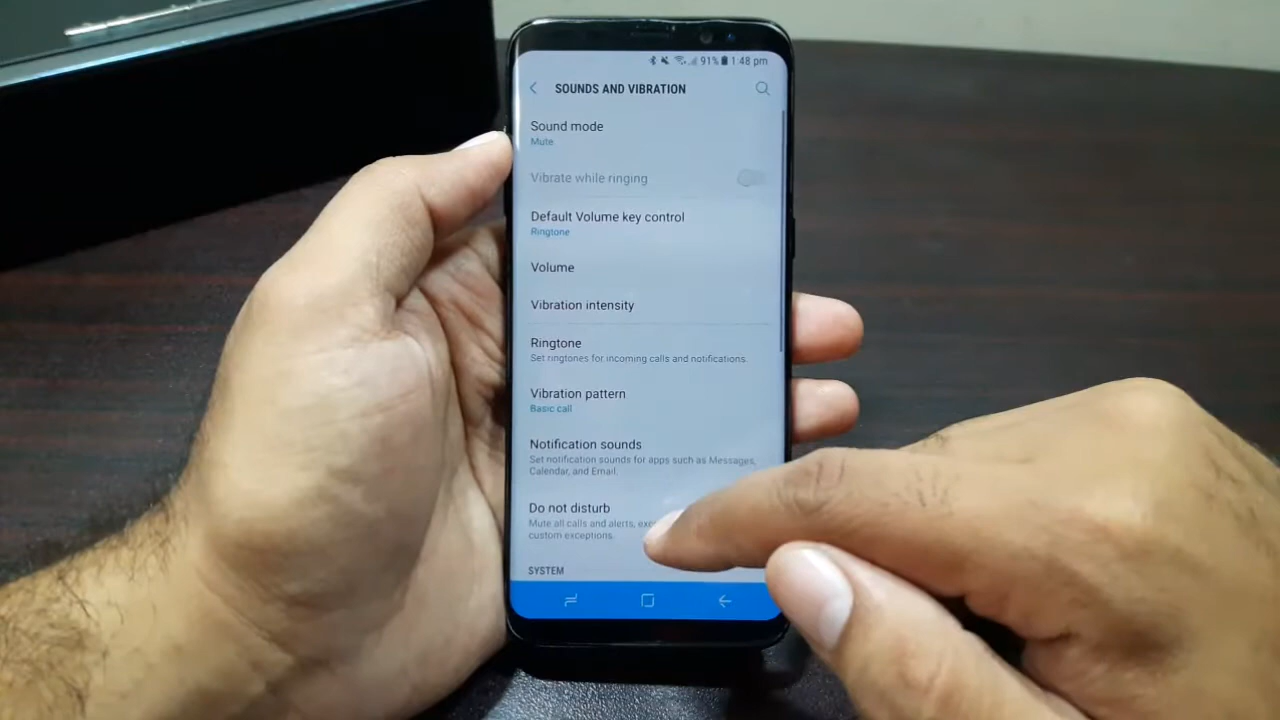 91% 1:48 pm
SOUNDS AND VIBRATION
Sound mode
Mute
Vibrate while ringing
Default Volume key control
Ringtone
Volume
Vibration intensity
Ringtone
Set ringtones for incoming calls and notifications.
Vibration pattern
Basic call
Notification sounds
Set notification sounds for apps such as Messages,
Calendar, and Email.
Do not disturb
Mute all calls and alerts,
custom exceptions.
SYSTEM